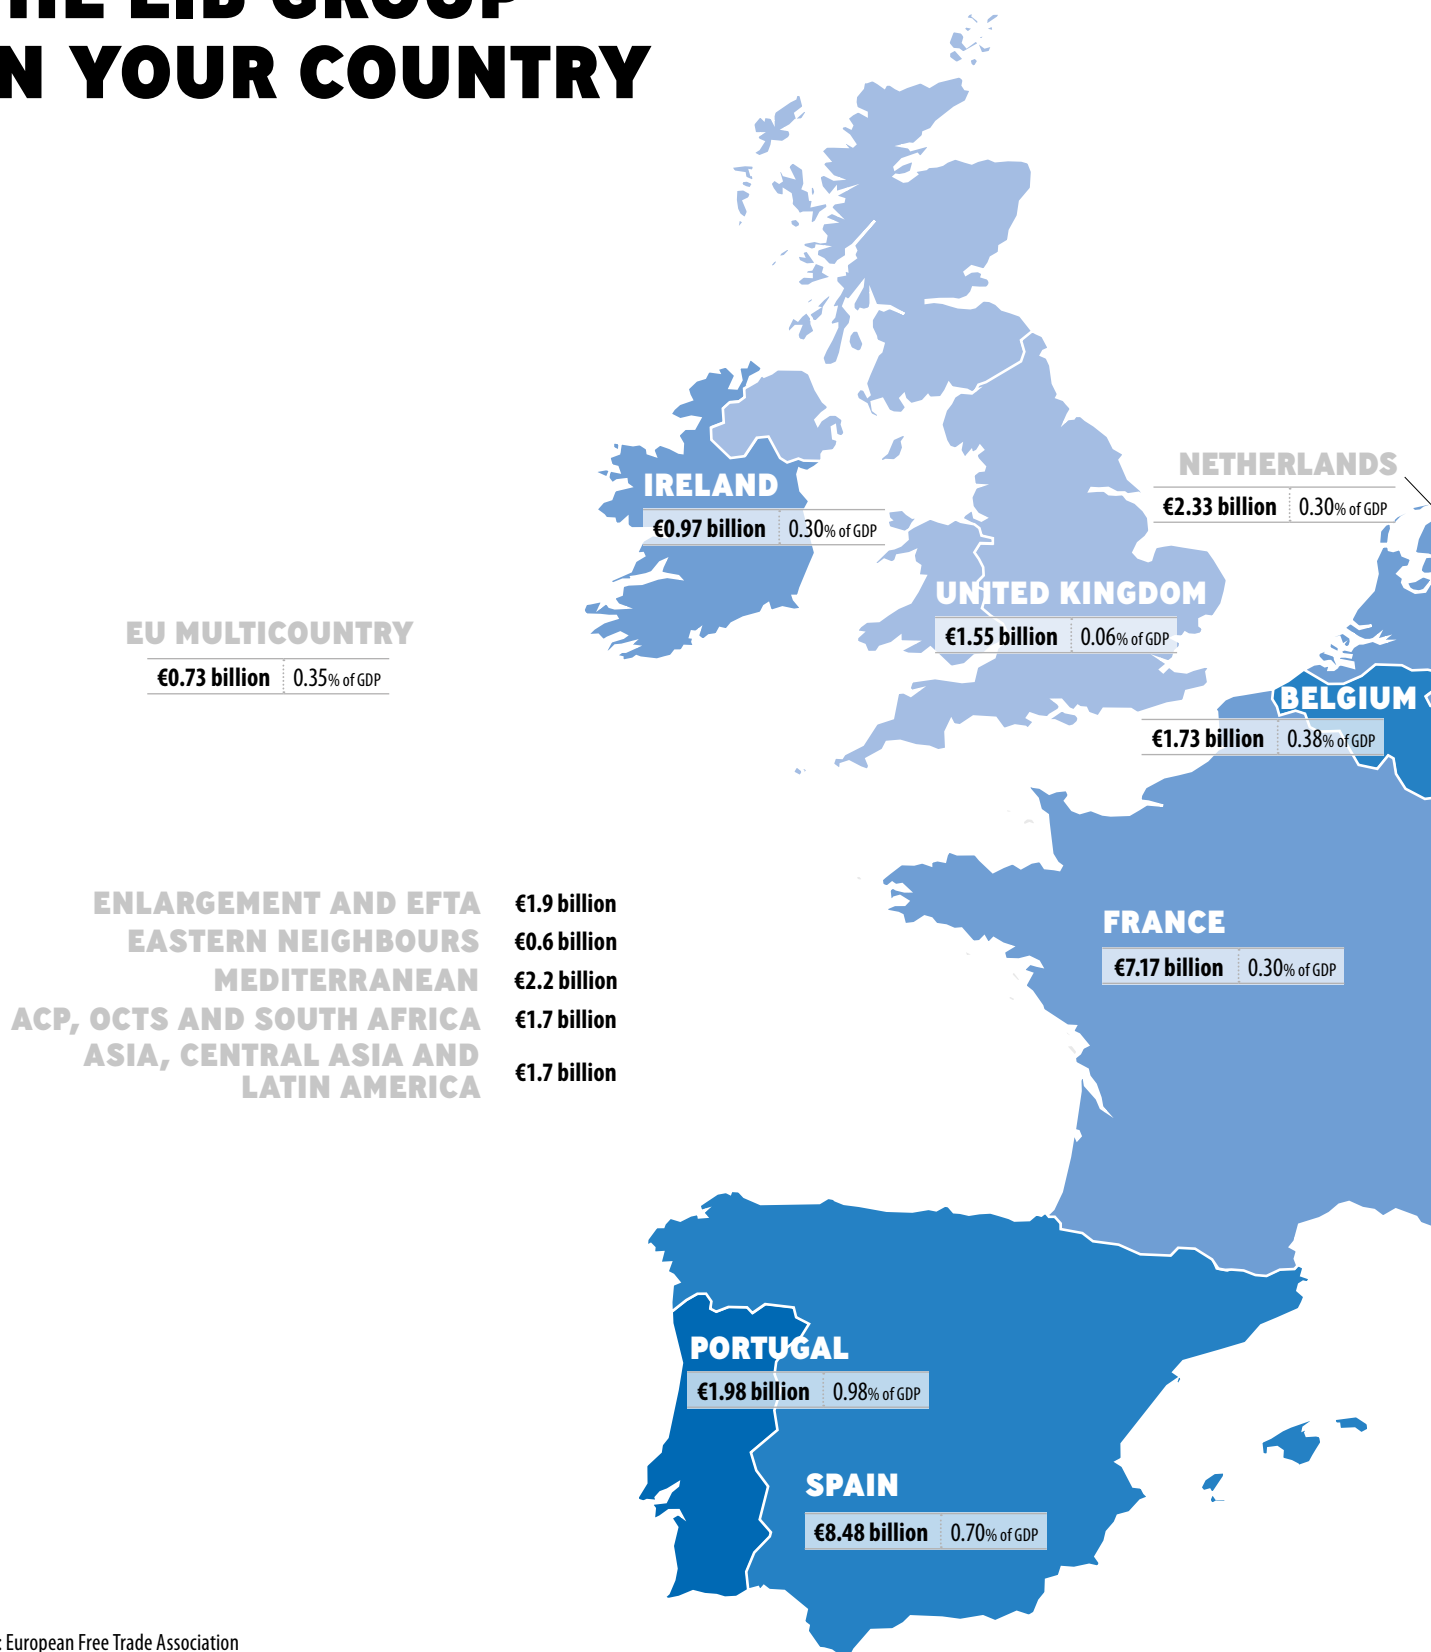 HE EIB GROUP
N YOUR COUNTRY
IRELAND
€0.97 billion 0.30% of GDP
NETHERLANDS
€2.33 billion 0.30% of GDP
UNITED KINGDOM
€1.55 billion 0.06% of GDP
EU MULTICOUNTRY
€0.73 billion 0.35% of GDP
BELGIUM
€1.73 billion 0.38% of GDP
ENLARGEMENT AND EFTA €1.9 billion
EASTERN NEIGHBOURS €0.6 billion
MEDITERRANEAN €2.2 billion
ACP, OCTS AND SOUTH AFRICA €1.7 billion
ASIA, CENTRAL ASIA AND
LATIN AMERICA €1.7 billion
FRANCE
€7.17 billion 0.30% of GDP
PORTUGAL
€1.98 billion 0.98% of GDP
SPAIN
€8.48 billion 0.70% of GDP
: European Free Trade Association